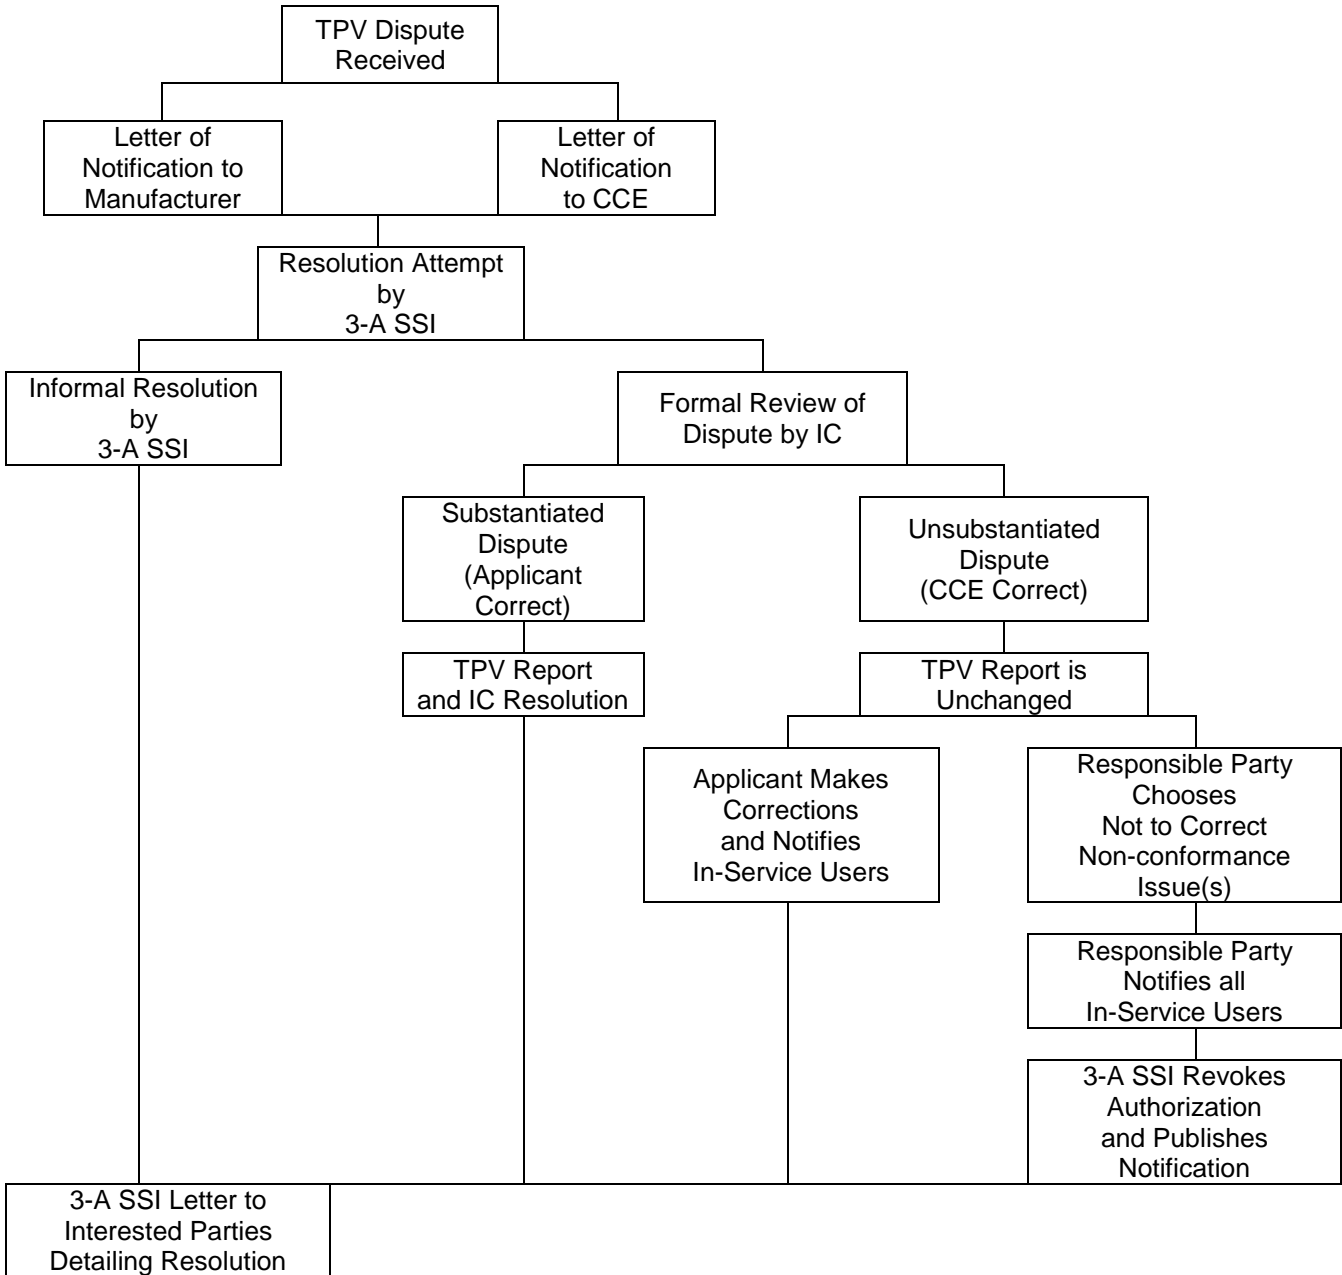 TPV Dispute
Received
Letter of
Notification to
Manufacturer
Letter of
Notification
to CCE
Resolution Attempt
by
3-A SSI
Informal Resolution
by
3-A SSI
Formal Review of
Dispute by IC
Substantiated
Dispute
(Applicant
Correct)
Unsubstantiated
Dispute
(CCE Correct)
TPV Report
and IC Resolution
TPV Report is
Unchanged
Applicant Makes
Corrections
and Notifies
In-Service Users
Responsible Party
Chooses
Not to Correct
Non-conformance
Issue(s)
Responsible Party
Notifies all
In-Service Users
3-A SSI Revokes
Authorization
and Publishes
Notification
3-A SSI Letter to
Interested Parties
Detailing Resolution